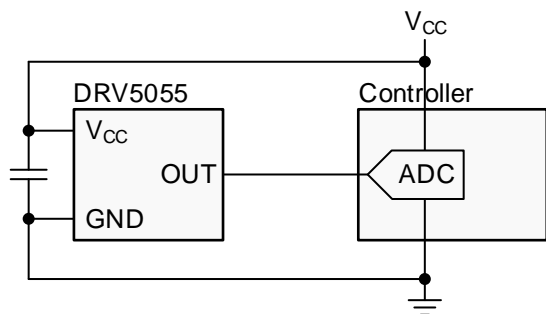 VCC
DRV5055
Controller
VCC
OUT
ADC
GND